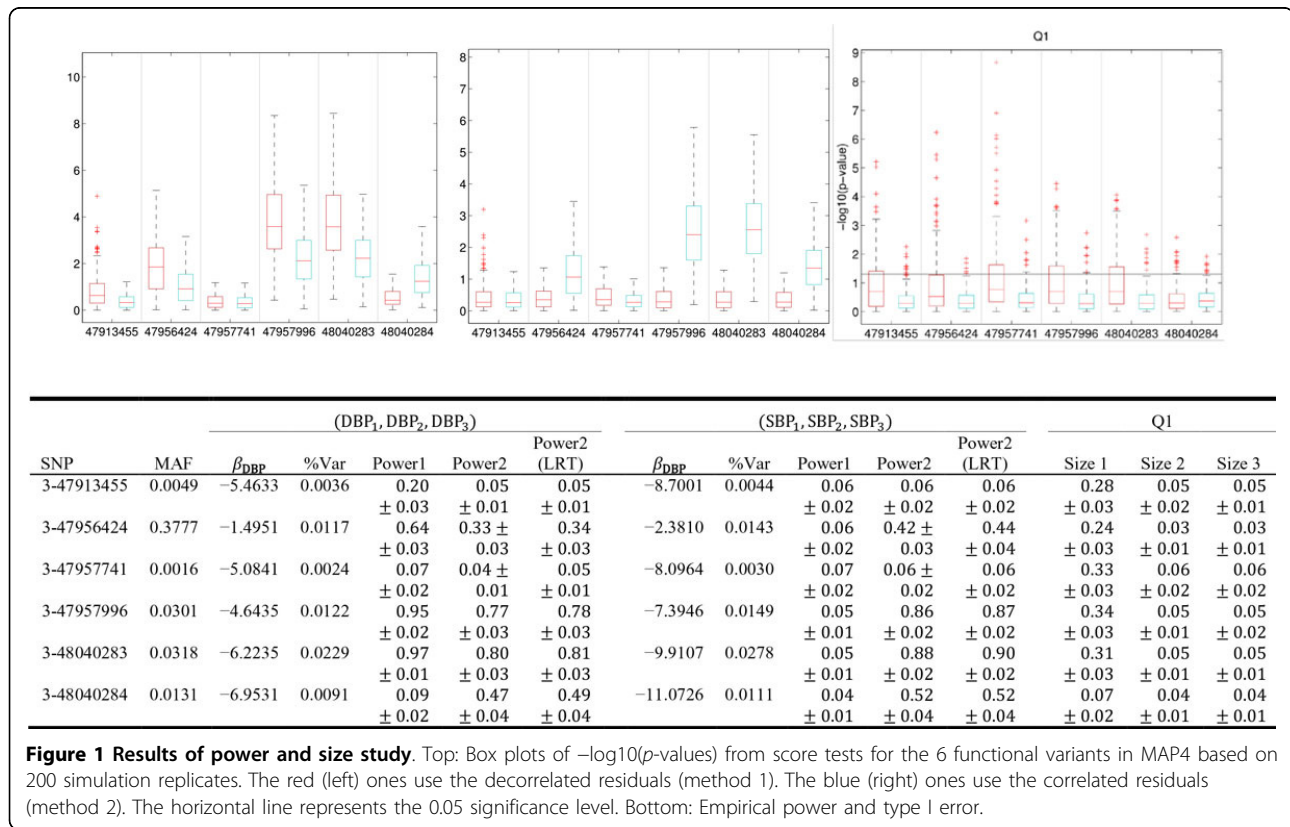 Q1
10
8
6
4
2
0
47913455 47956424 47957741 47957996 48040283 48040284
8
7
6
5
4
3
2
1
0
47913455 47956424 47957741 47957996 48040283 48040284
−log10(p−value)
9
8
7
6
5
4
3
2
1
0
47913455 47956424 47957741 47957996 48040283 48040284
(DBP₁, DBP₂, DBP₃) (SBP₁, SBP₂, SBP₃) Q1
Power2 Power2
SNP MAF β_DBP %Var Power1 Power2 (LRT) β_DBP %Var Power1 Power2 (LRT) Size 1 Size 2 Size 3
3-47913455 0.0049 −5.4633 0.0036 0.20 0.05 0.05 −8.7001 0.0044 0.06 0.06 0.06 0.28 0.05 0.05
± 0.03 ± 0.01 ± 0.01 ± 0.02 ± 0.02 ± 0.02 ± 0.03 ± 0.02 ± 0.01
3-47956424 0.3777 −1.4951 0.0117 0.64 0.33 ± 0.34 −2.3810 0.0143 0.06 0.42 ± 0.44 0.24 0.03 0.03
± 0.03 0.03 ± 0.03 ± 0.02 0.03 ± 0.04 ± 0.03 ± 0.01 ± 0.01
3-47957741 0.0016 −5.0841 0.0024 0.07 0.04 ± 0.05 −8.0964 0.0030 0.07 0.06 ± 0.06 0.33 0.06 0.06
± 0.02 0.01 ± 0.01 ± 0.02 0.02 ± 0.02 ± 0.03 ± 0.01 ± 0.01
3-47957996 0.0301 −4.6435 0.0122 0.95 0.77 0.78 −7.3946 0.0149 0.05 0.86 0.87 0.34 0.05 0.05
± 0.02 ± 0.03 ± 0.03 ± 0.01 ± 0.02 ± 0.02 ± 0.03 ± 0.01 ± 0.02
3-48040283 0.0318 −6.2235 0.0229 0.97 0.80 0.81 −9.9107 0.0278 0.05 0.88 0.90 0.31 0.05 0.05
± 0.01 ± 0.03 ± 0.03 ± 0.01 ± 0.02 ± 0.02 ± 0.03 ± 0.01 ± 0.01
3-48040284 0.0131 −6.9531 0.0091 0.09 0.47 0.49 −11.0726 0.0111 0.04 0.52 0.52 0.07 0.04 0.04
± 0.02 ± 0.04 ± 0.04 ± 0.01 ± 0.04 ± 0.04 ± 0.02 ± 0.01 ± 0.01
Figure 1 Results of power and size study. Top: Box plots of −log10(p-values) from score tests for the 6 functional variants in MAP4 based on
200 simulation replicates. The red (left) ones use the decorrelated residuals (method 1). The blue (right) ones use the correlated residuals
(method 2). The horizontal line represents the 0.05 significance level. Bottom: Empirical power and type I error.